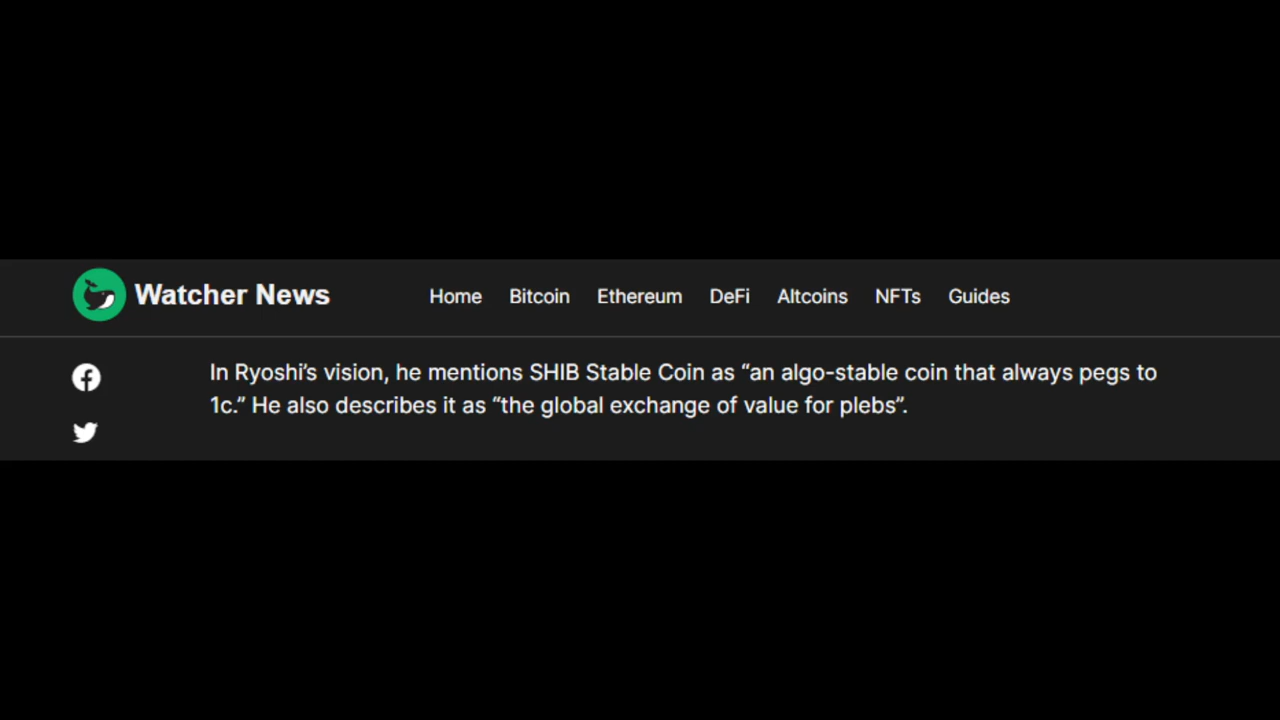 Watcher News Home Bitcoin Ethereum DeFi Altcoins NFTs Guides
In Ryoshi’s vision, he mentions SHIB Stable Coin as “an algo-stable coin that always pegs to
1c.” He also describes it as “the global exchange of value for plebs”.